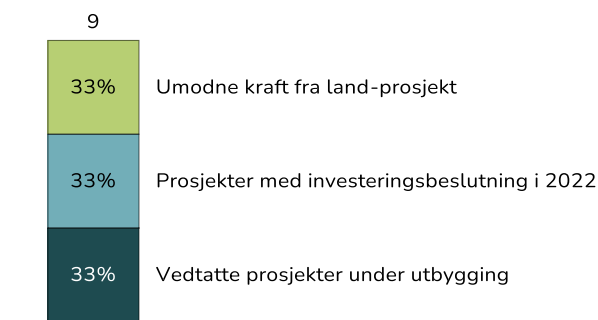 9
33% Umodne kraft fra land-prosjekt
33% Prosjekter med investeringsbeslutning i 2022
33% Vedtatte prosjekter under utbygging